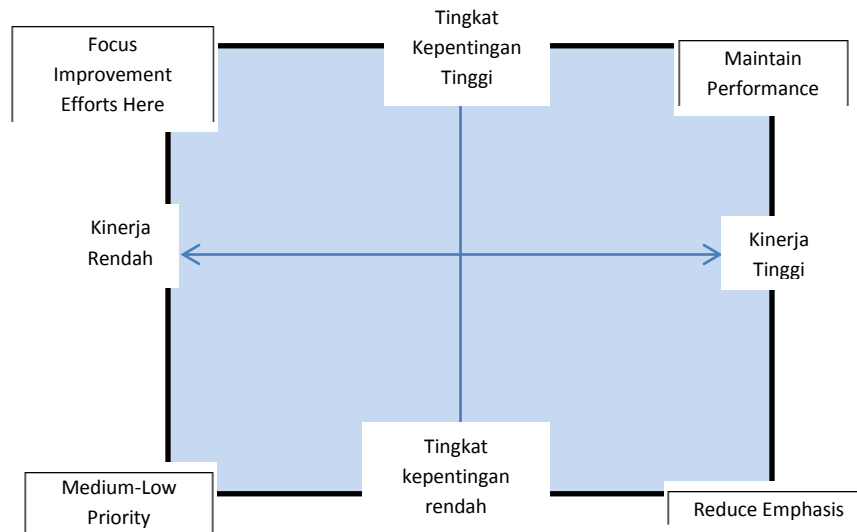 Tingkat
Kepentingan
Tinggi
Focus
Improvement
Efforts Here
Maintain
Performance
Kinerja
Rendah
Kinerja
Tinggi
Tingkat
kepentingan
rendah
Medium-Low
Priority
Reduce Emphasis